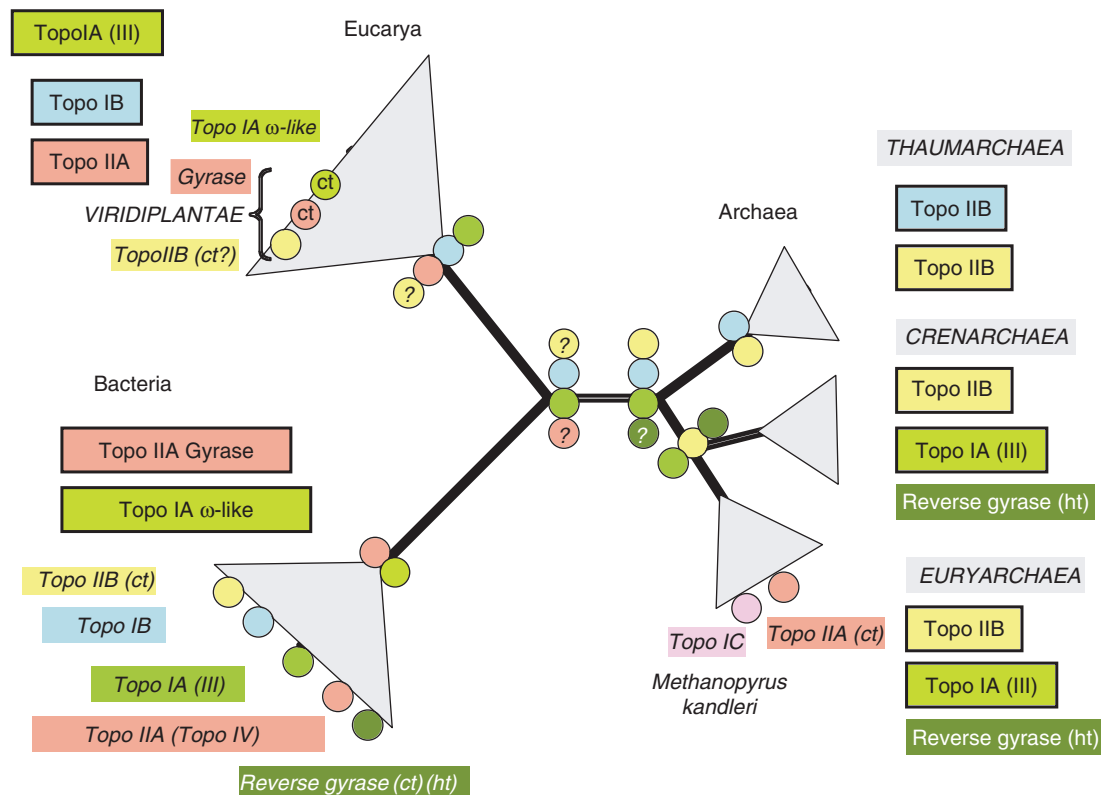 TopoIA (III)
Eucarya
Topo IB
Topo IA ω-like
Topo IIA
Gyrase
ct
ct
VIRIDIPLANTAE
TopoIIB (ct?)
?
Bacteria
Topo IIA Gyrase
Topo IA ω-like
Topo IIB (ct)
Topo IB
Topo IA (III)
Topo IIA (Topo IV)
Reverse gyrase (ct) (ht)
?
?
?
Archaea
Topo IC
Topo IIA (ct)
Methanopyrus
kandleri
THAUMARCHAEA
Topo IIB
Topo IIB
CRENARCHAEA
Topo IIB
Topo IA (III)
Reverse gyrase (ht)
EURYARCHAEA
Topo IIB
Topo IA (III)
Reverse gyrase (ht)